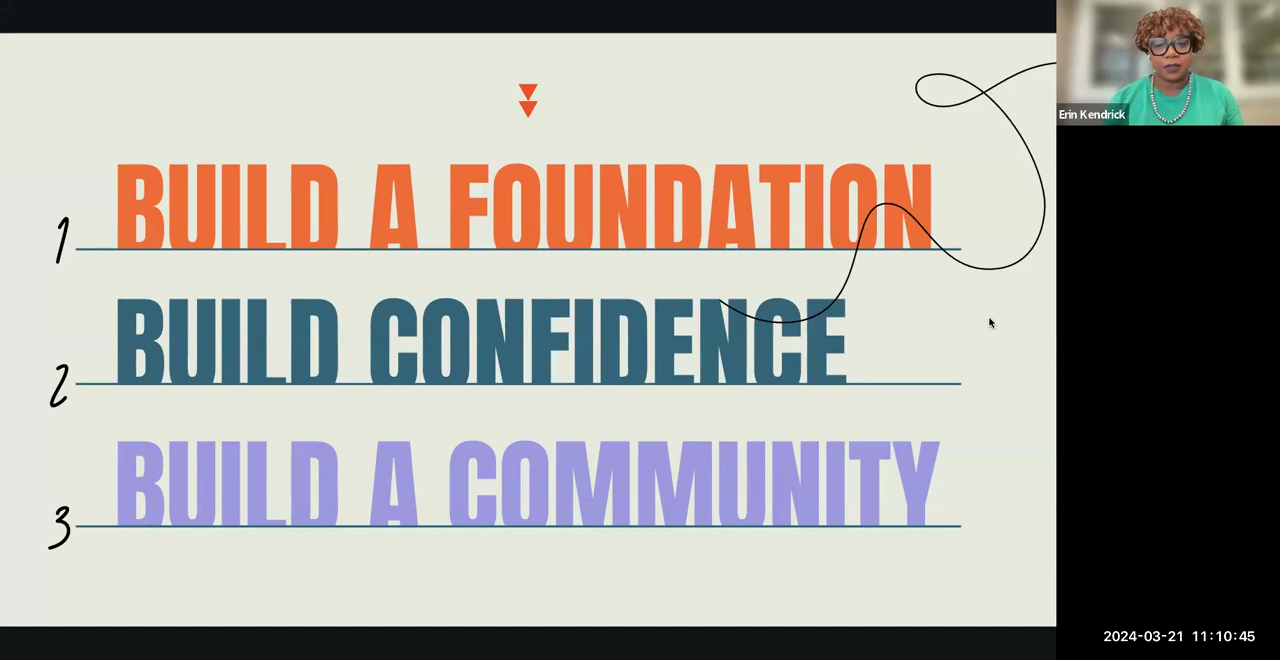 Erin Kendrick
1 BUILD A FOUNDATION
2 BUILD CONFIDENCE
3 BUILD A COMMUNITY
2024-03-21 11:10:45